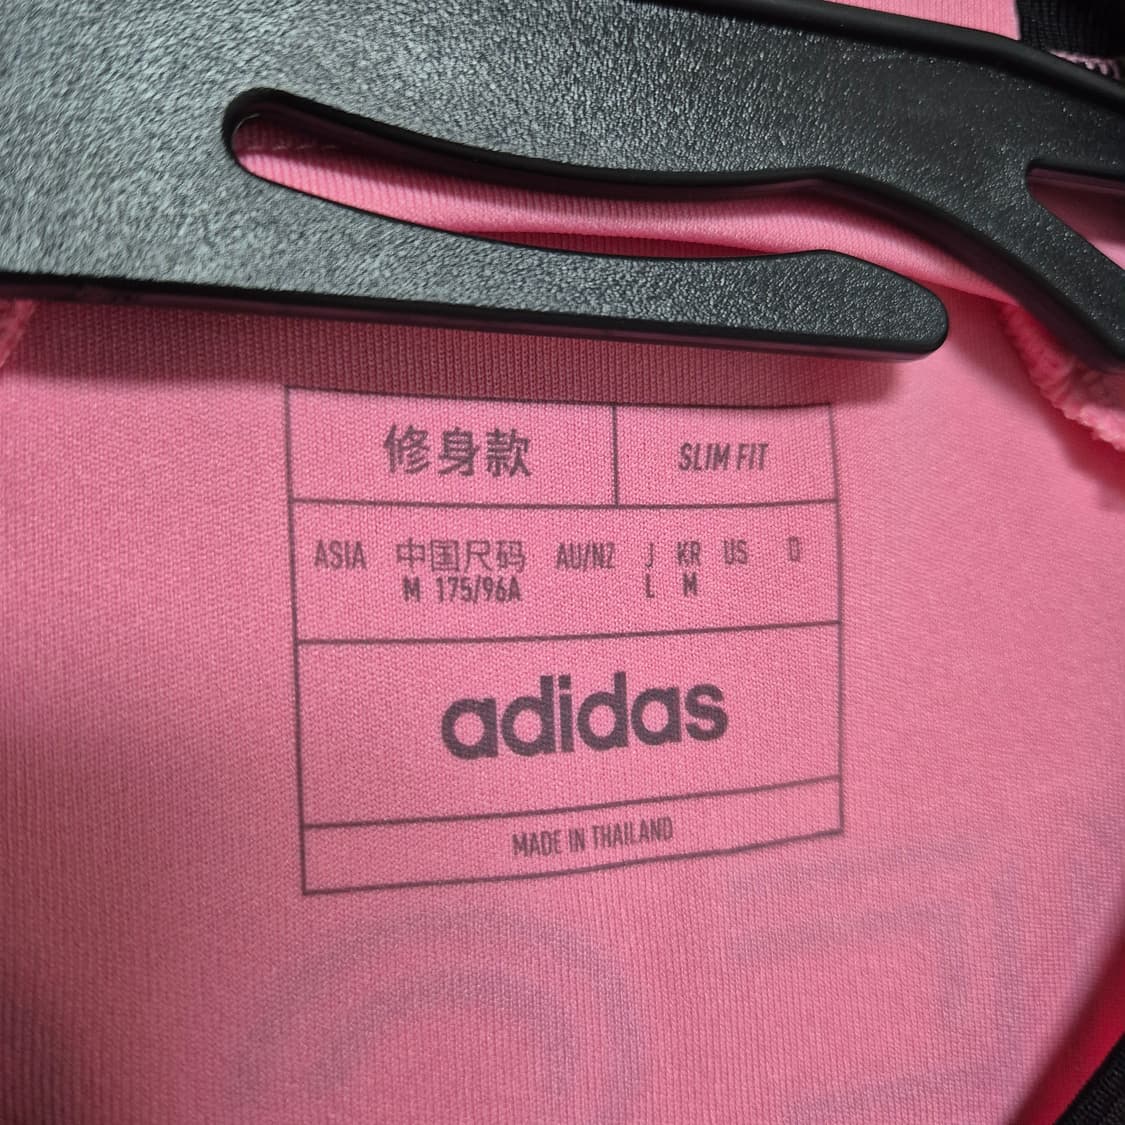 修身款 SLIM FIT
ASIA 中国尺码 AU/NZ J KR US D
M 175/96A L M
adidas
MADE IN THAILAND